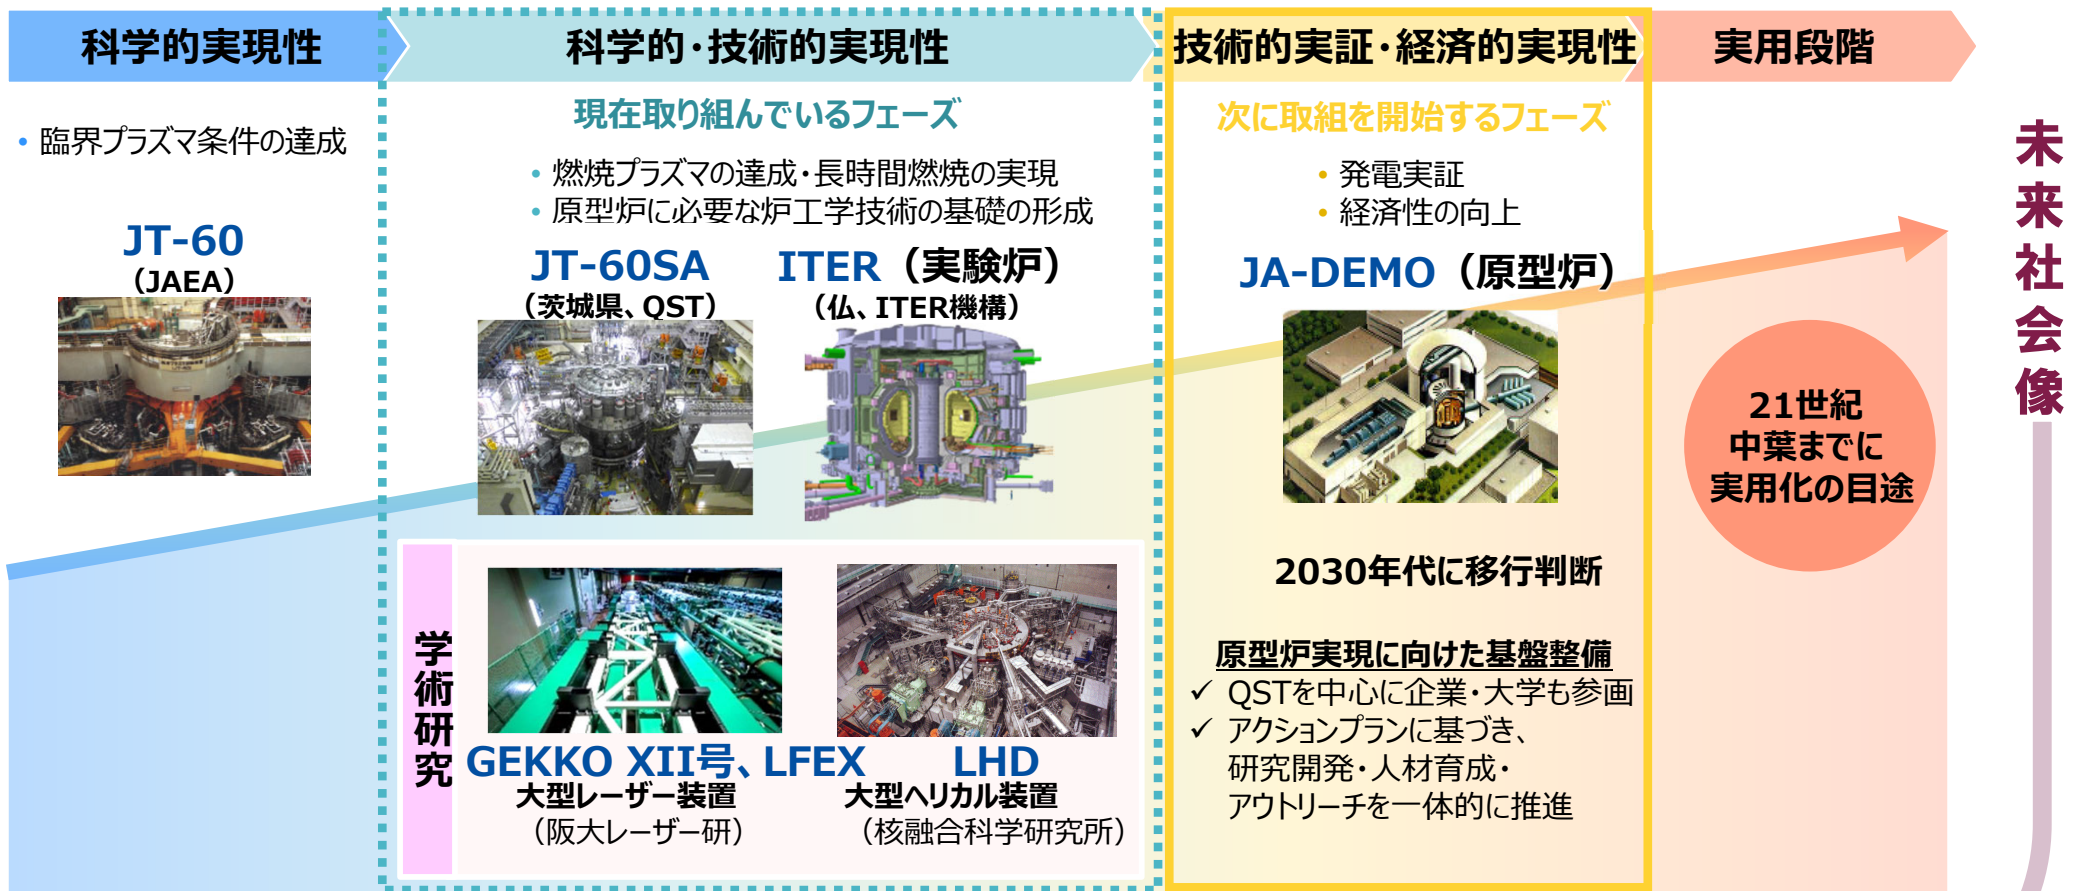 科学的実現性
科学的・技術的実現性
技術的実証・経済的実現性
実用段階
• 臨界プラズマ条件の達成
JT-60
（JAEA）
現在取り組んでいるフェーズ
• 燃焼プラズマの達成・長時間燃焼の実現
• 原型炉に必要な炉工学技術の基礎の形成
JT-60SA
（茨城県、QST）
ITER（実験炉）
（仏、ITER機構）
学術研究
GEKKO XII号、LFEX
大型レーザー装置
（阪大レーザー研）
LHD
大型ヘリカル装置
（核融合科学研究所）
次に取組を開始するフェーズ
• 発電実証
• 経済性の向上
JA-DEMO（原型炉）
2030年代に移行判断
原型炉実現に向けた基盤整備
✓ QSTを中心に企業・大学も参画
✓ アクションプランに基づき、
研究開発・人材育成・
アウトリーチを一体的に推進
21世紀
中葉までに
実用化の目途
未来社会像